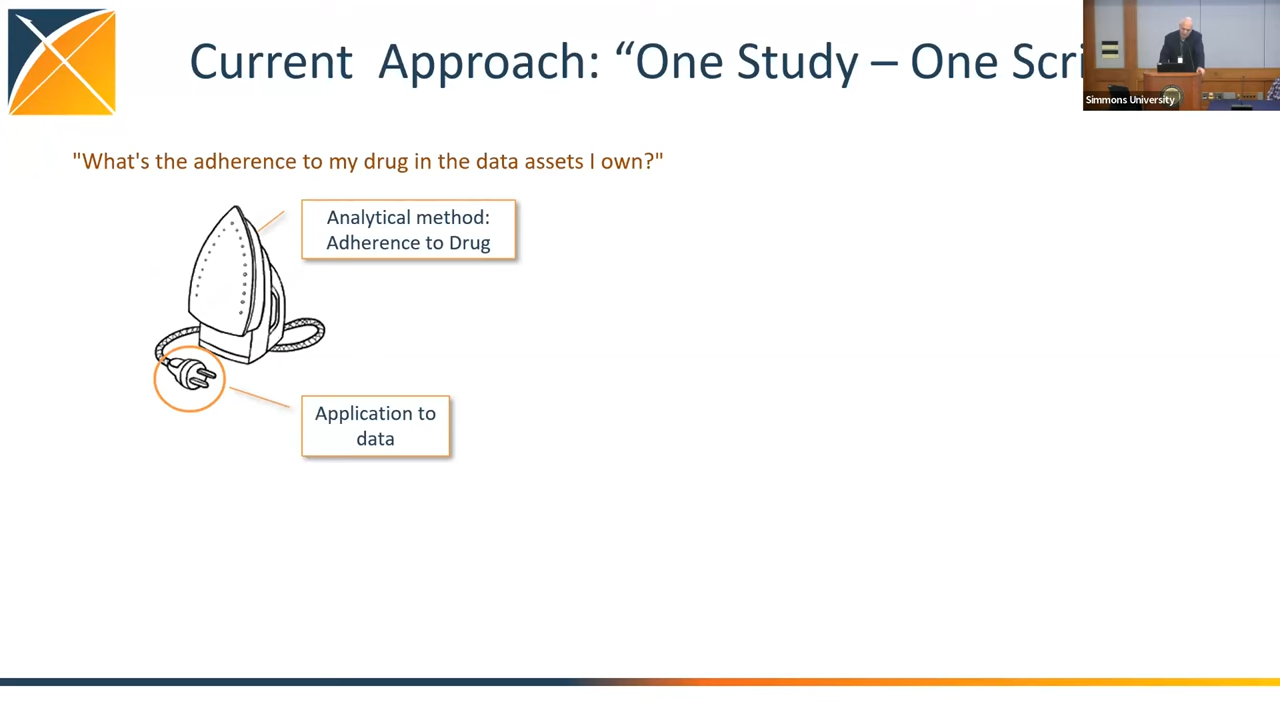 Current Approach: “One Study – One Scri
Simmons University
"What's the adherence to my drug in the data assets I own?"
Analytical method:
Adherence to Drug
Application to
data